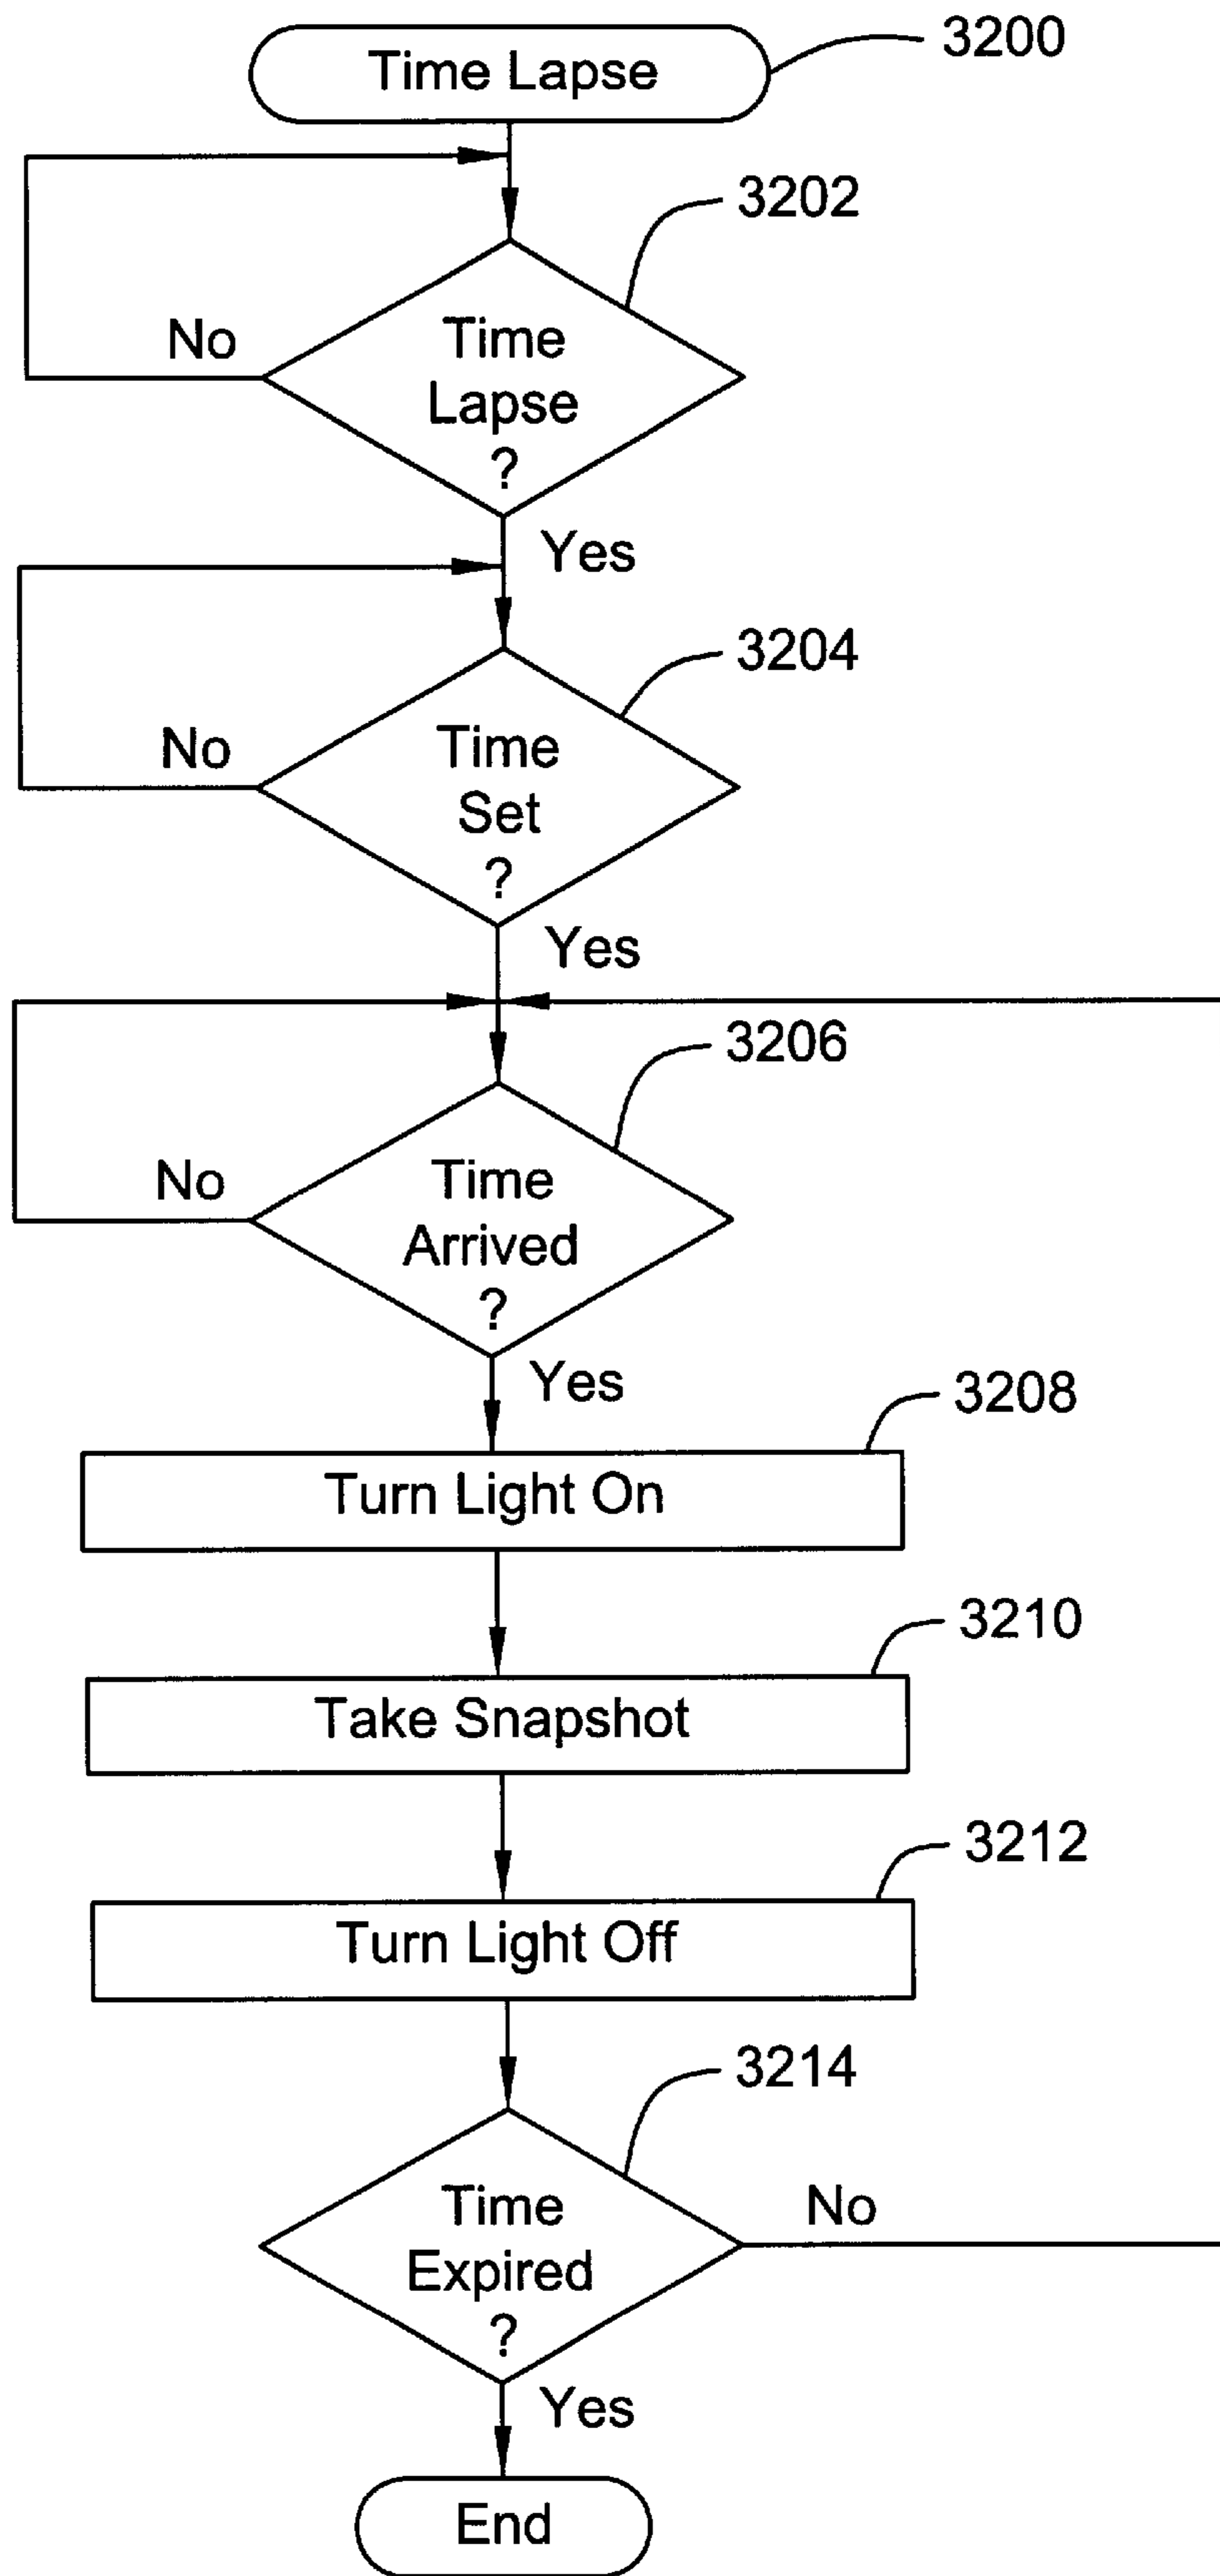 Time Lapse
3200
3202
No
Time
Lapse
?
Yes
3204
No
Time
Set
?
Yes
3206
No
Time
Arrived
?
Yes
3208
Turn Light On
3210
Take Snapshot
3212
Turn Light Off
3214
Time
Expired
?
No
Yes
End